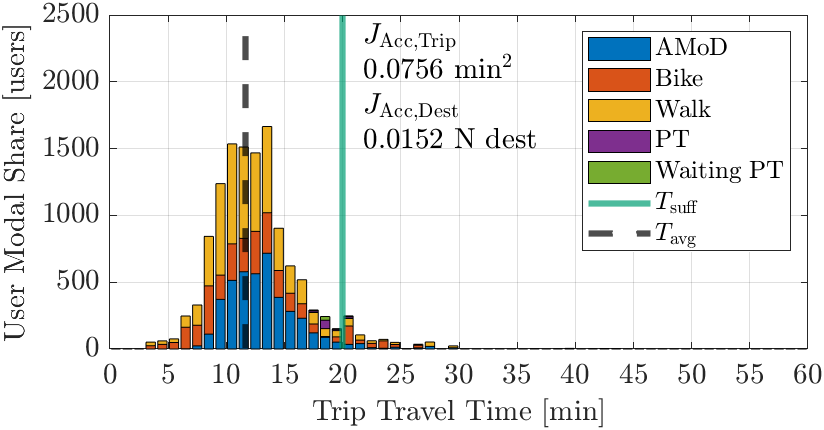 2500
2000
1500
1000
500
0
User Modal Share [users]
J_Acc,Trip
0.0756 min²
J_Acc,Dest
0.0152 N dest
AMoD
Bike
Walk
PT
Waiting PT
T_suff
T_avg
0 5 10 15 20 25 30 35 40 45 50 55 60
Trip Travel Time [min]